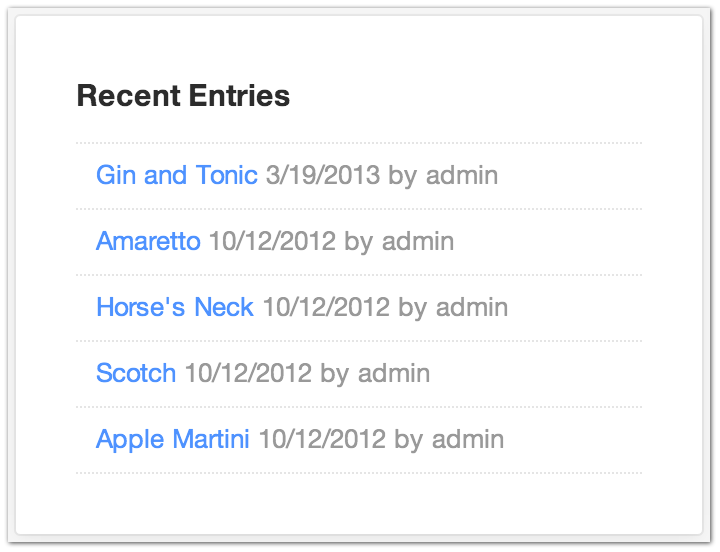 Recent Entries
Gin and Tonic 3/19/2013 by admin
Amaretto 10/12/2012 by admin
Horse's Neck 10/12/2012 by admin
Scotch 10/12/2012 by admin
Apple Martini 10/12/2012 by admin